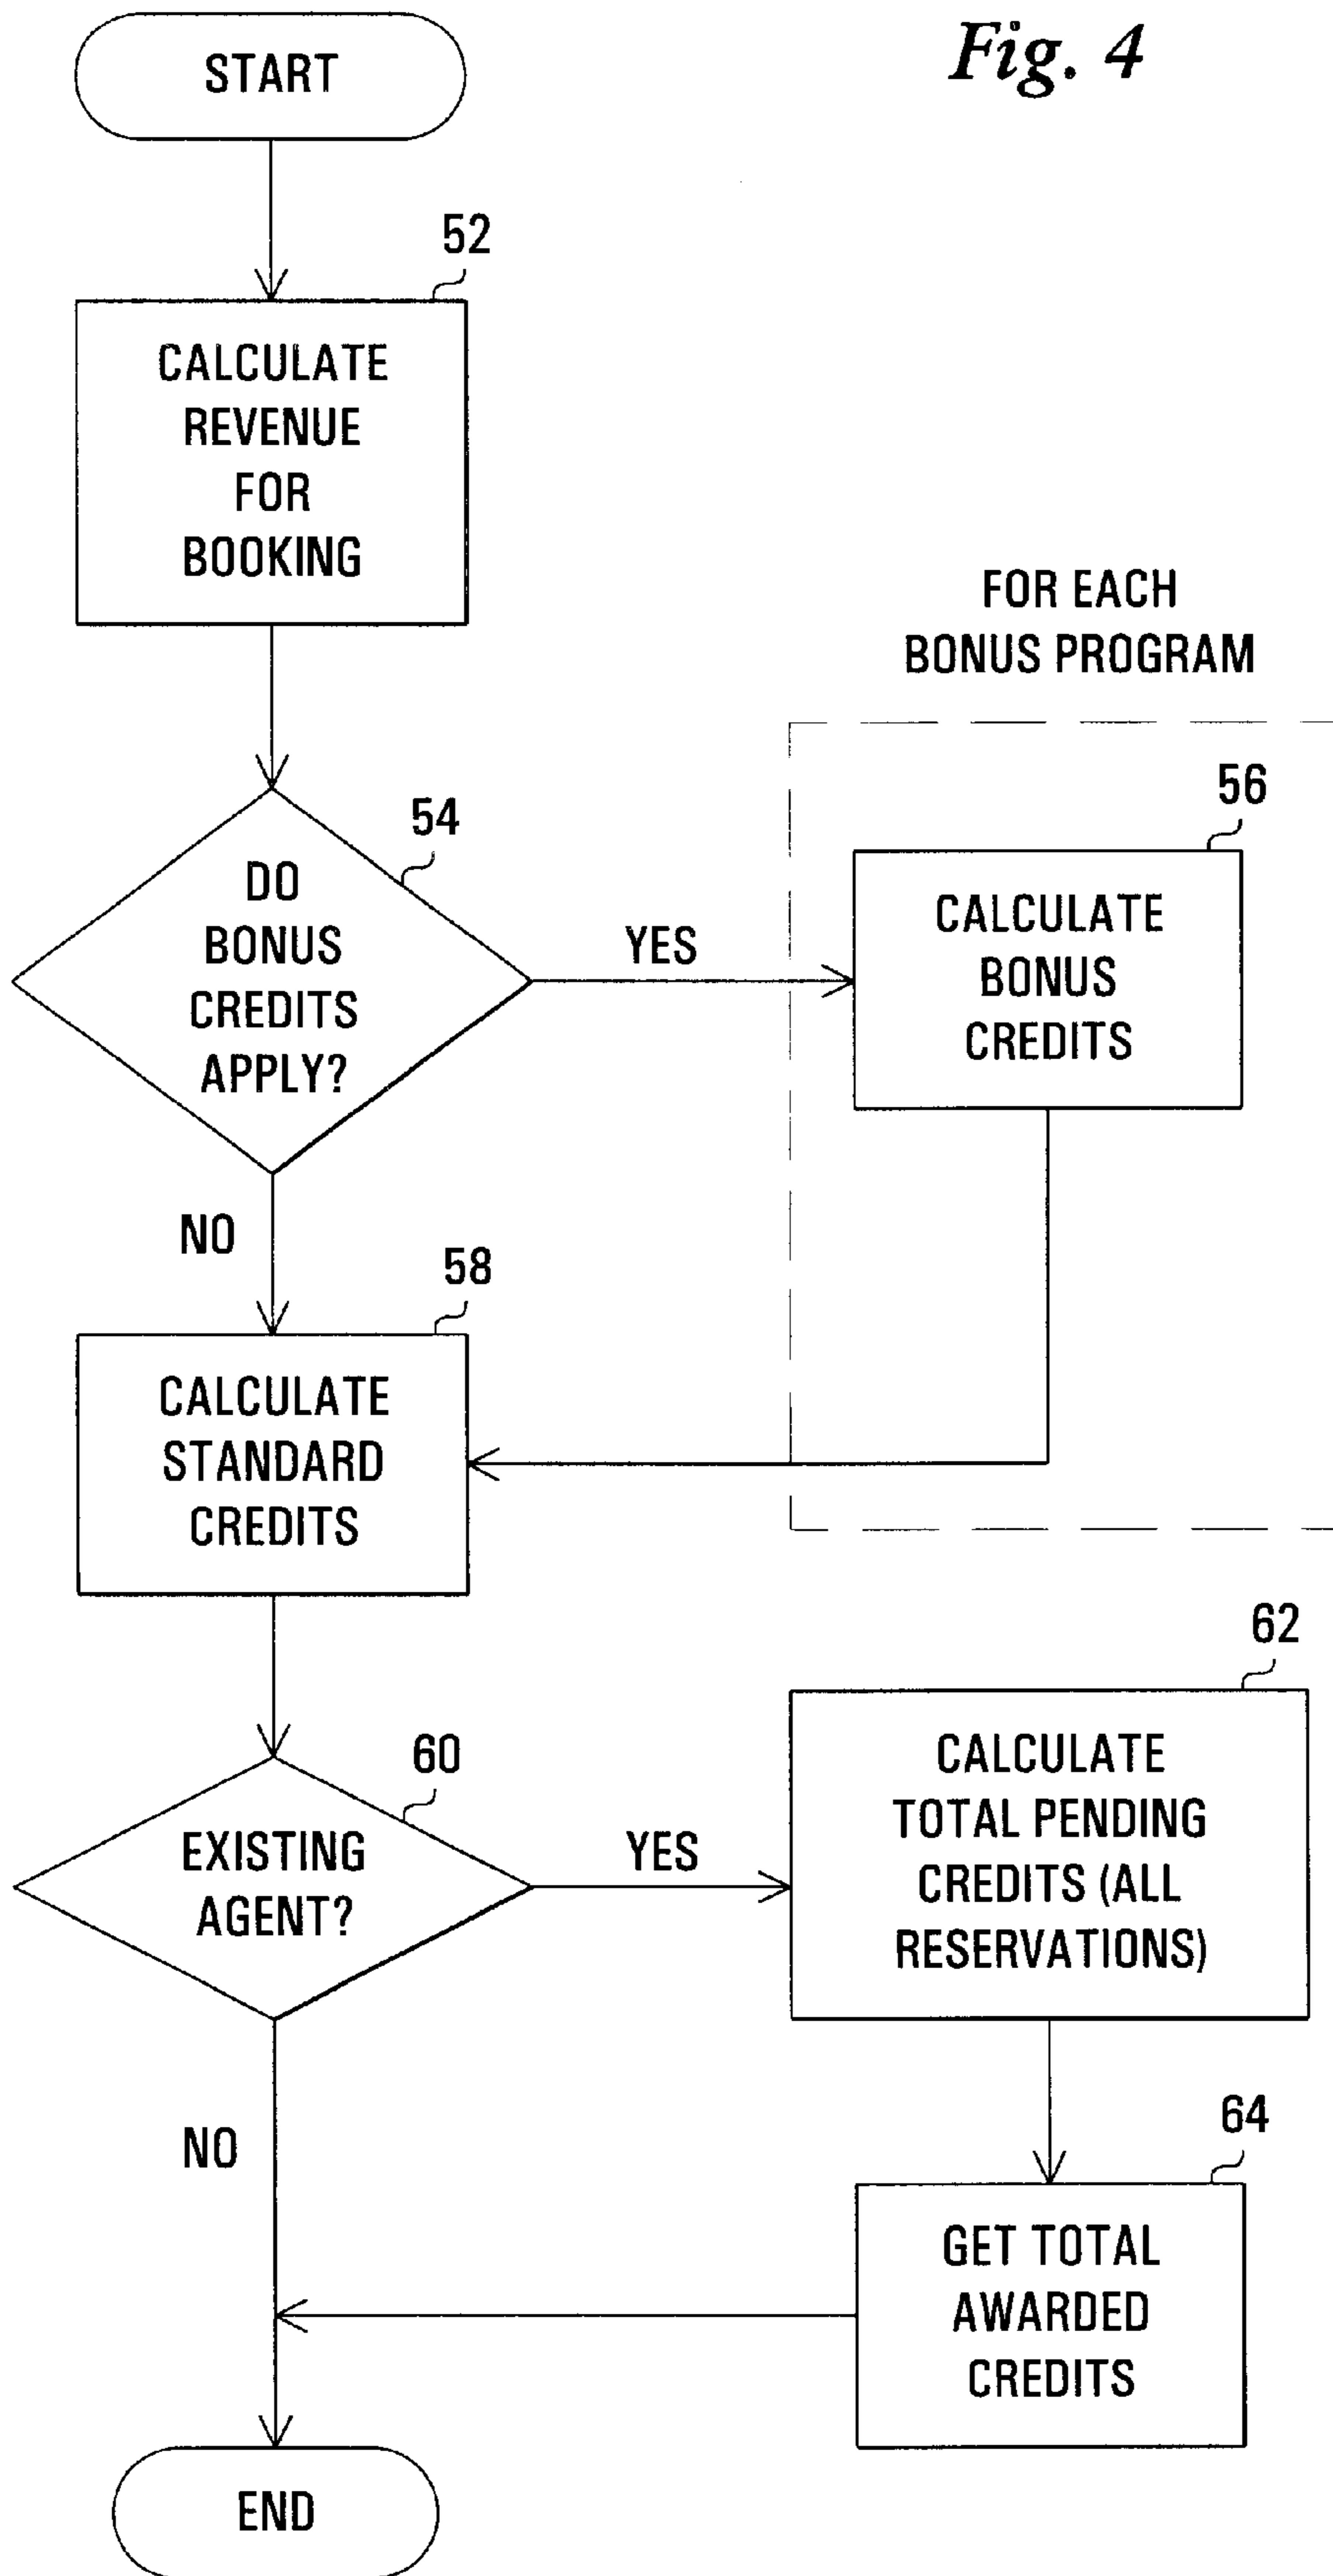 Fig. 4
START
52
CALCULATE
REVENUE
FOR
BOOKING
FOR EACH
BONUS PROGRAM
54
DO
BONUS
CREDITS
APPLY?
YES
56
CALCULATE
BONUS
CREDITS
NO
58
CALCULATE
STANDARD
CREDITS
60
EXISTING
AGENT?
YES
62
CALCULATE
TOTAL PENDING
CREDITS (ALL
RESERVATIONS)
NO
64
GET TOTAL
AWARDED
CREDITS
END